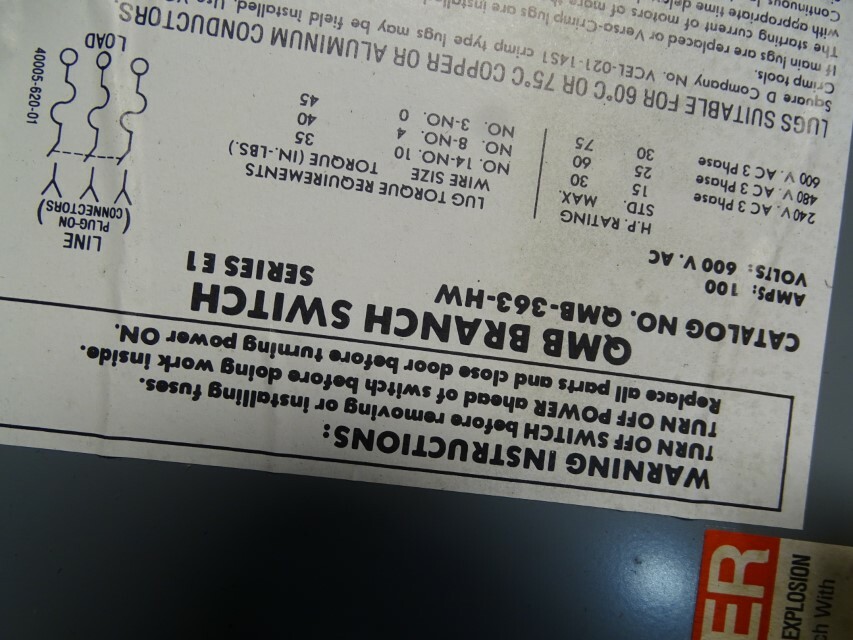 WARNING INSTRUCTIONS:
TURN OFF SWITCH before removing or installing fuses.
TURN OFF POWER ahead of switch before doing work inside.
Replace all parts and close door before turning power ON.
QMB BRANCH SWITCH
CATALOG NO. QMB-363-HW SERIES E1
AMPS: 100
VOLTS: 600 V. AC
H.P. RATING
STD. MAX.
240V. AC 3 Phase 15 30
480 V. AC 3 Phase 25 60
600 V. AC 3 Phase 30 75
LUG TORQUE REQUIREMENTS
WIRE SIZE TORQUE (IN.-LBS.)
NO. 14-NO. 10 35
NO. 8-NO. 4 40
NO. 3-NO. 0 45
LINE
PLUG-ON
(CONNECTORS)
LOAD
40005-620-01
LUGS SUITABLE FOR 60°C OR 75°C COPPER OR ALUMINUM CONDUCTORS.
Square D Company No. VCEL-021-14S1 crimp type lugs may be field installed. Use
Crimp tools.
If main lugs are replaced or Versa-Crimp lugs are
The starting current of motors of more
with appropriate time
Continuous
ER
EXPLOSION
With